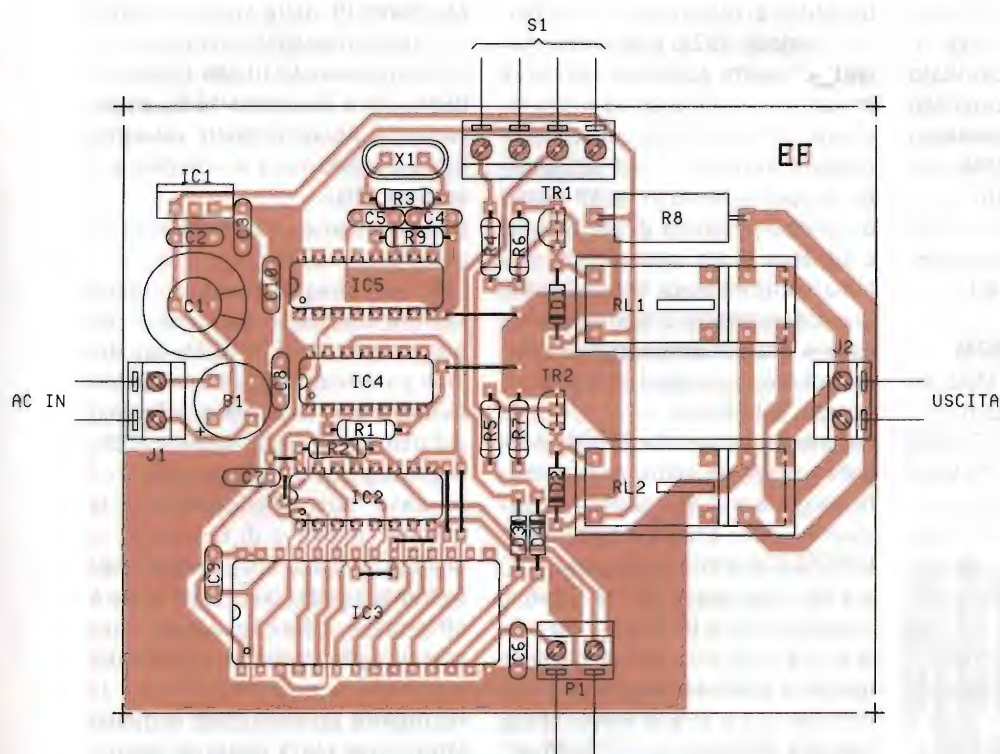 S1
EF
X1
IC1
TR1
R3
R8
C5
C4
C2
C3
R9
R4
R6
C10
IC5
D1
RL1
C1
J2
IC4
TR2
C8
AC IN
B1
USCITA
+
R1
R5
R7
J1
R2
C7
IC2
D2
RL2
D3
D4
C9
IC3
C6
P1